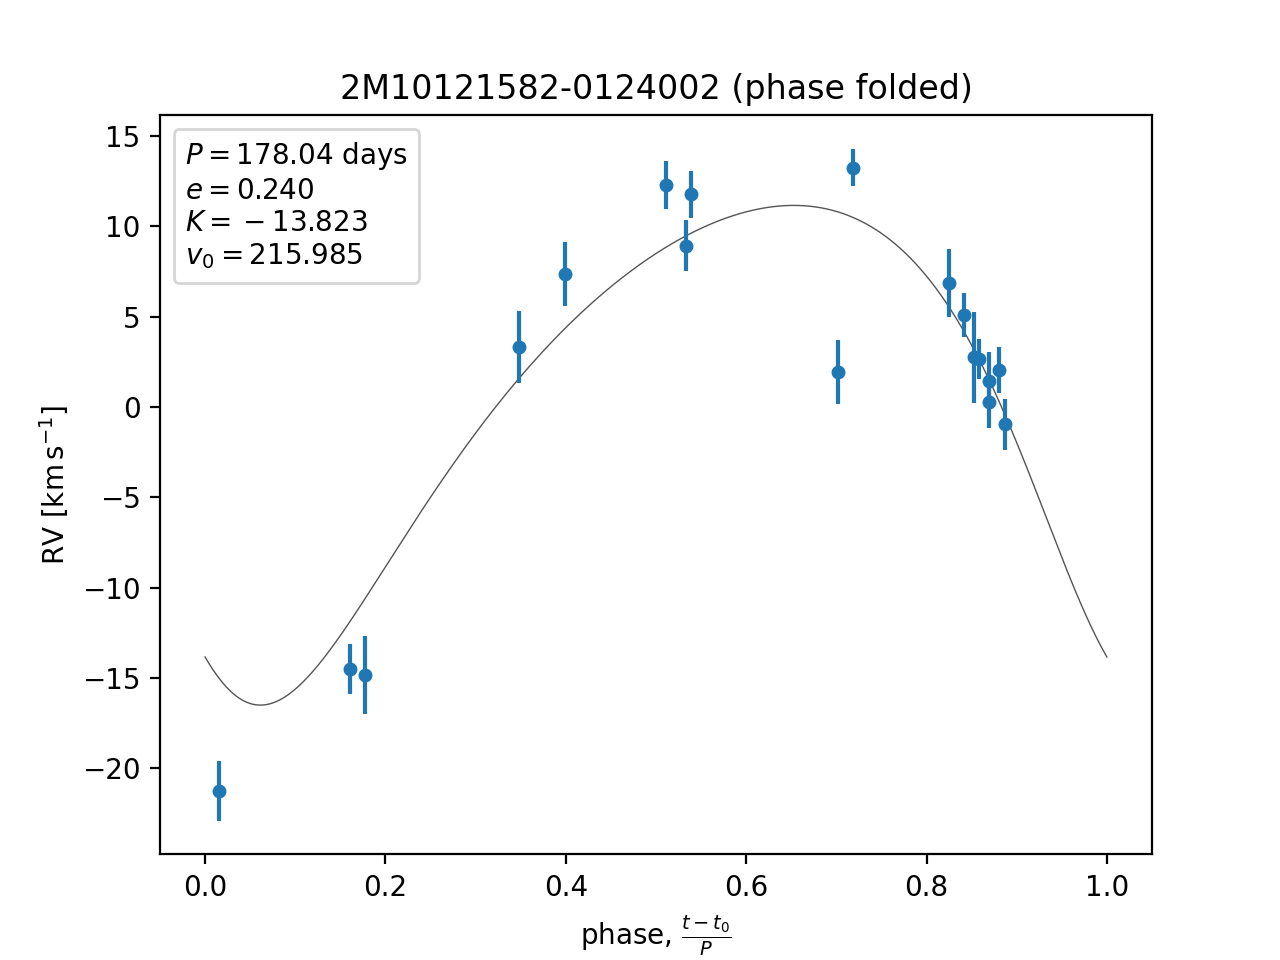 2M10121582-0124002 (phase folded)
P = 178.04 days
e = 0.240
K = −13.823
v₀ = 215.985
15
10
5
0
−5
−10
−15
−20
RV [km s⁻¹]
0.0 0.2 0.4 0.6 0.8 1.0
phase, (t − t₀)/P